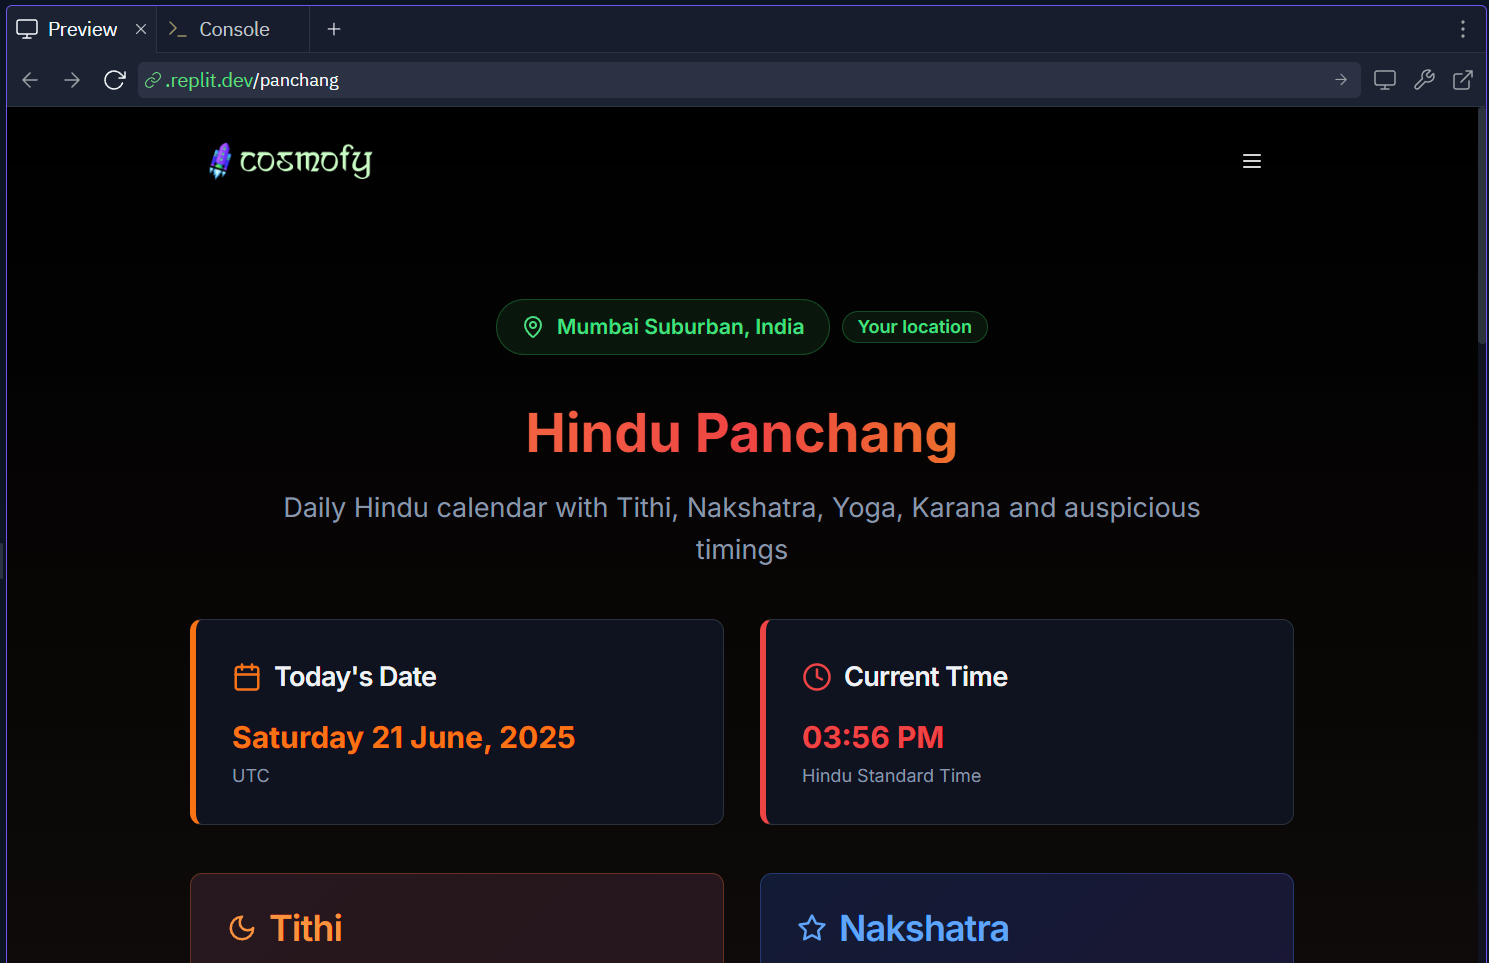 Preview
Console
.replit.dev/panchang
cosmofy
Mumbai Suburban, India
Your location
Hindu Panchang
Daily Hindu calendar with Tithi, Nakshatra, Yoga, Karana and auspicious
timings
Today's Date
Saturday 21 June, 2025
UTC
Current Time
03:56 PM
Hindu Standard Time
Tithi
Nakshatra